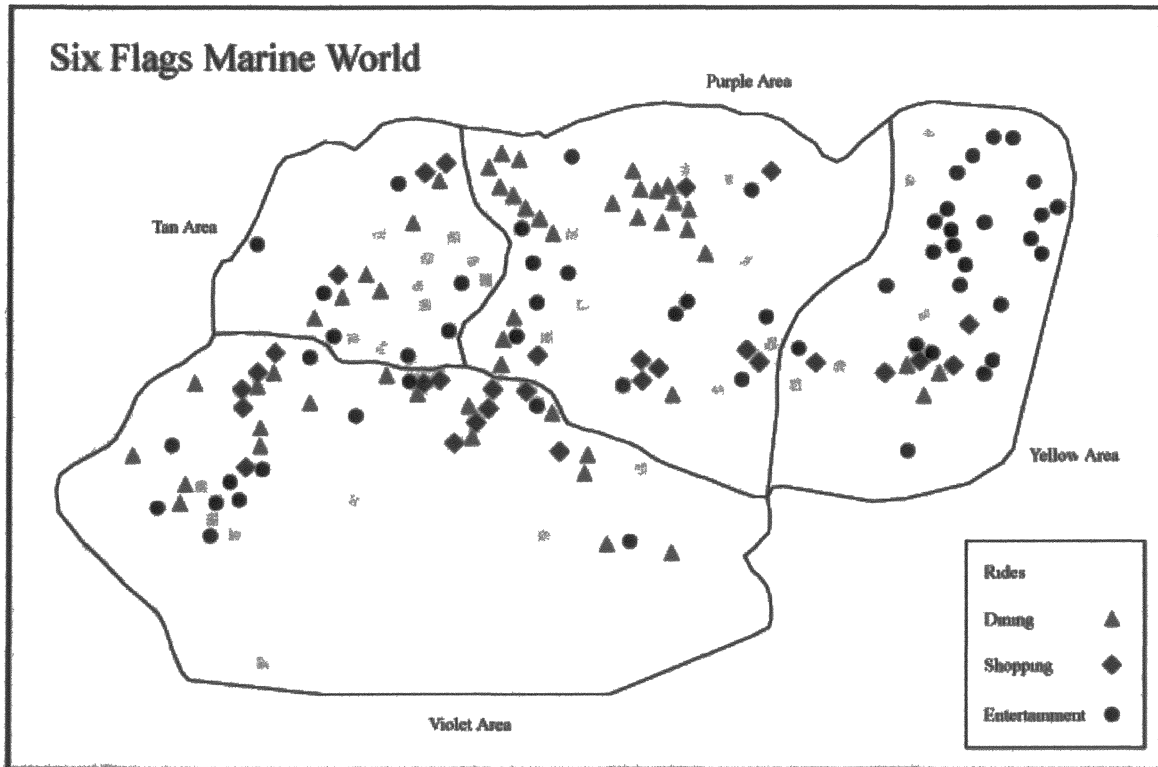 Six Flags Marine World
Purple Area
Tan Area
Yellow Area
Violet Area
Rides
Dining
Shopping
Entertainment